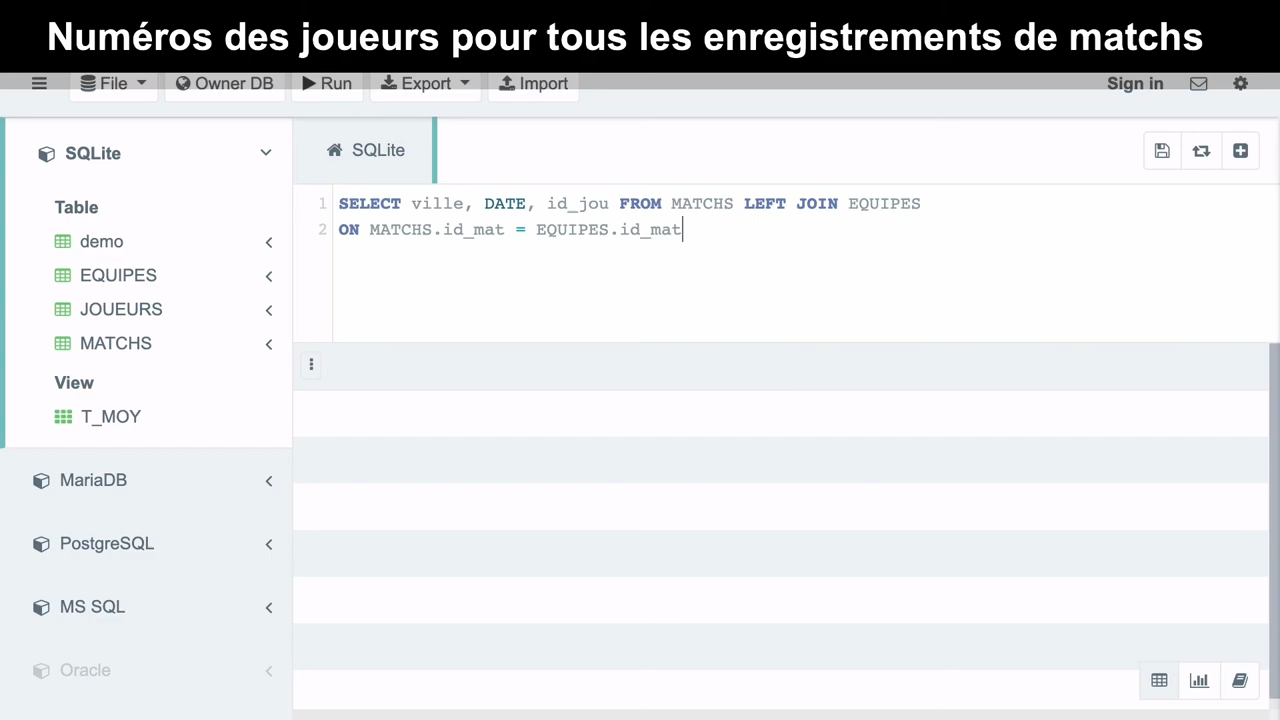 Numéros des joueurs pour tous les enregistrements de matchs
File Owner DB Run Export Import Sign in
SQLite
Table
demo
EQUIPES
JOUEURS
MATCHS
View
T_MOY
MariaDB
PostgreSQL
MS SQL
Oracle
SQLite
1 SELECT ville, DATE, id_jou FROM MATCHS LEFT JOIN EQUIPES
2 ON MATCHS.id_mat = EQUIPES.id_mat